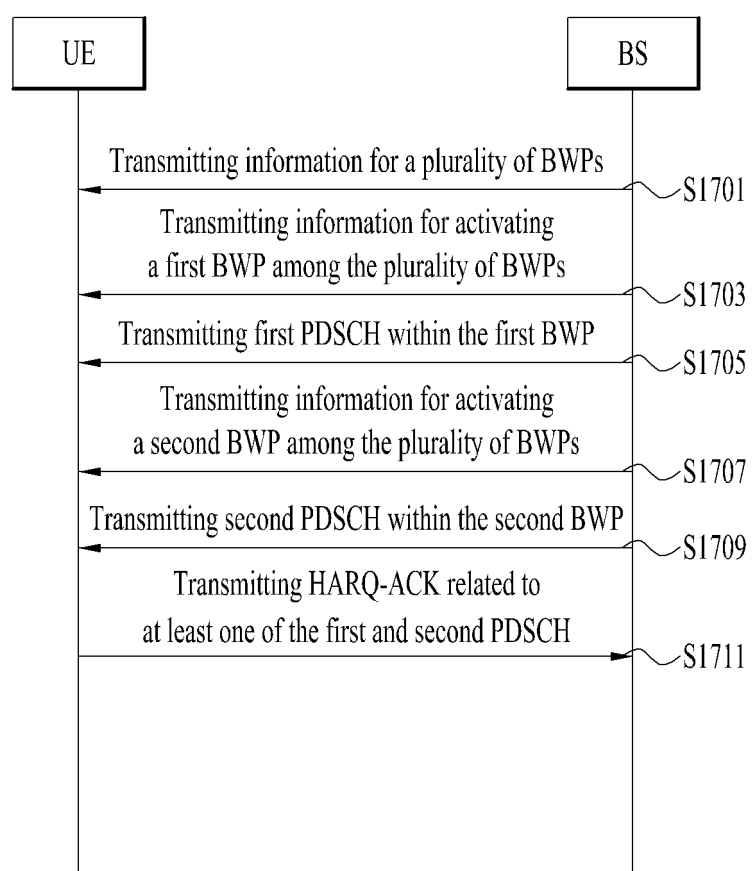 UE
BS
Transmitting information for a plurality of BWPs
S1701
Transmitting information for activating
a first BWP among the plurality of BWPs
S1703
Transmitting first PDSCH within the first BWP
S1705
Transmitting information for activating
a second BWP among the plurality of BWPs
S1707
Transmitting second PDSCH within the second BWP
S1709
Transmitting HARQ-ACK related to
at least one of the first and second PDSCH
S1711